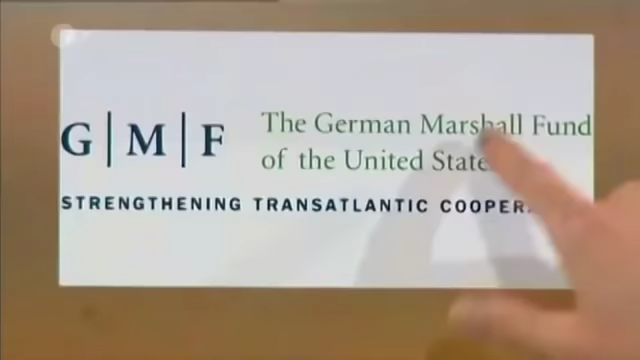 G|M|F
The German Marshall Fund
of the United
STRENGTHENING TRANSATLANTIC